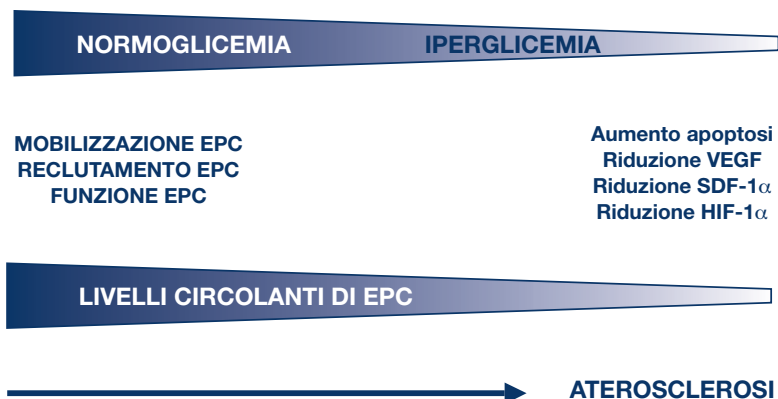 NORMOGLICEMIA IPERGLICEMIA
MOBILIZZAZIONE EPC
RECLUTAMENTO EPC
FUNZIONE EPC
Aumento apoptosi
Riduzione VEGF
Riduzione SDF-1α
Riduzione HIF-1α
LIVELLI CIRCOLANTI DI EPC
ATEROSCLEROSI